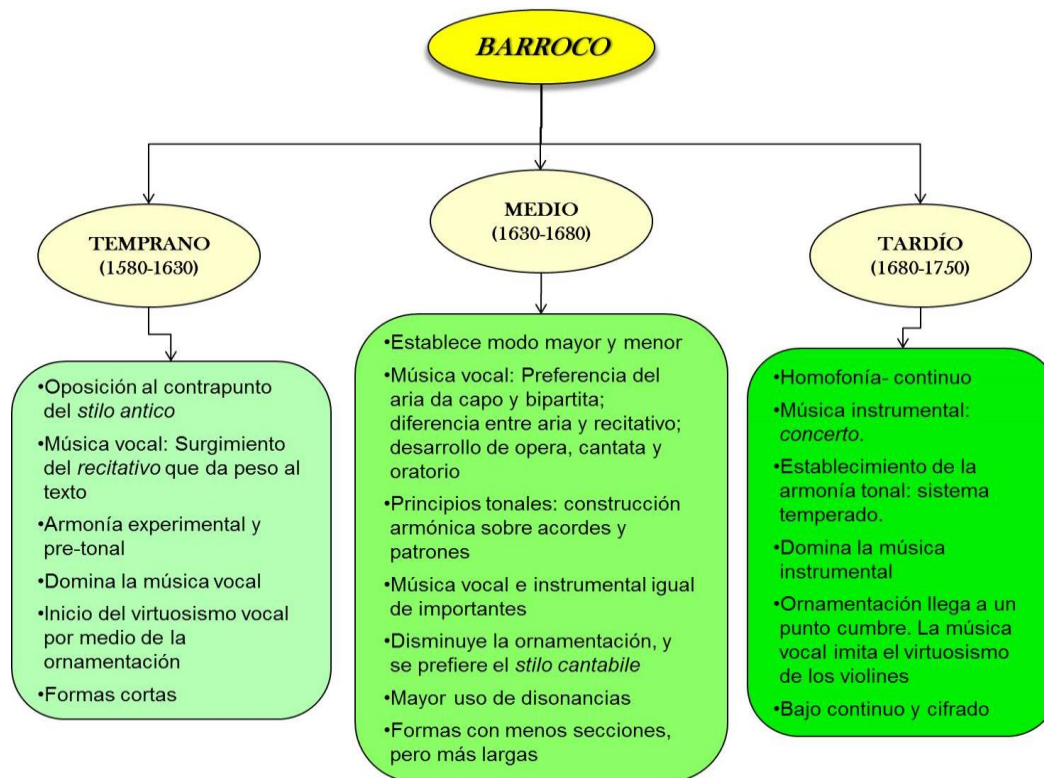 BARROCO
TEMPRANO
(1580-1630)
•Oposición al contrapunto
del stilo antico
•Música vocal: Surgimiento
del recitativo que da peso al
texto
•Armonía experimental y
pre-tonal
•Domina la música vocal
•Inicio del virtuosismo vocal
por medio de la
ornamentación
•Formas cortas
MEDIO
(1630-1680)
•Establece modo mayor y menor
•Música vocal: Preferencia del
aria da capo y bipartita;
diferencia entre aria y recitativo;
desarrollo de opera, cantata y
oratorio
•Principios tonales: construcción
armónica sobre acordes y
patrones
•Música vocal e instrumental igual
de importantes
•Disminuye la ornamentación, y
se prefiere el stilo cantabile
•Mayor uso de disonancias
•Formas con menos secciones,
pero más largas
TARDÍO
(1680-1750)
•Homofonía- continuo
•Música instrumental:
concerto.
•Establecimiento de la
armonía tonal: sistema
temperado.
•Domina la música
instrumental
•Ornamentación llega a un
punto cumbre. La música
vocal imita el virtuosismo
de los violines
•Bajo continuo y cifrado